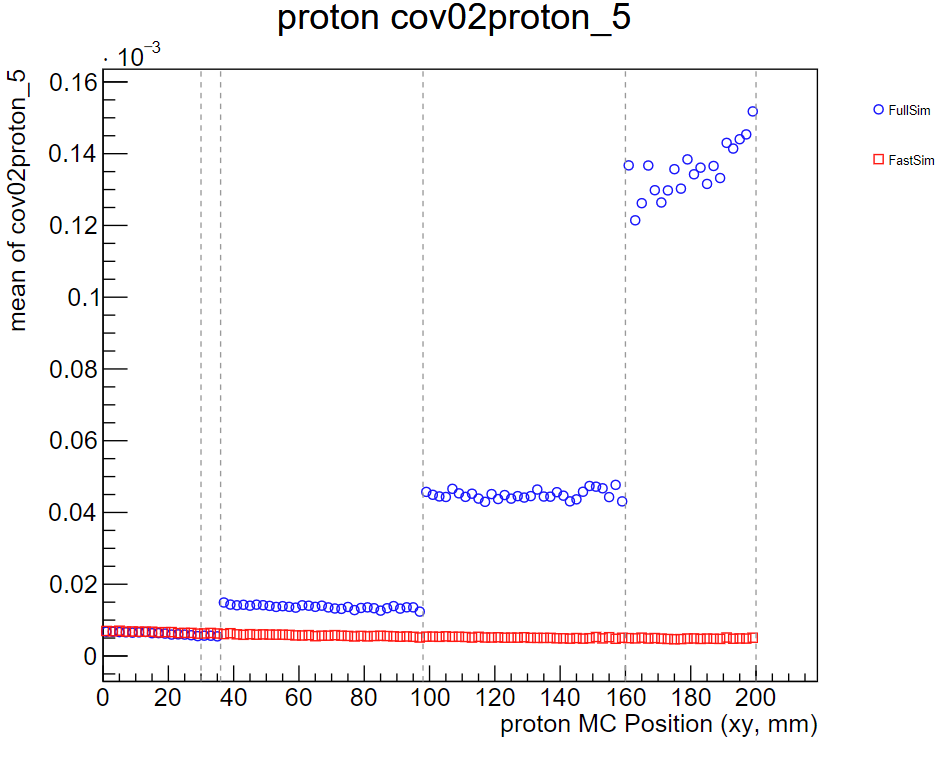 proton cov02proton_5
· 10⁻³
mean of cov02proton_5
0.16
0.14
0.12
0.1
0.08
0.06
0.04
0.02
0
0 20 40 60 80 100 120 140 160 180 200
proton MC Position (xy, mm)
FullSim
FastSim